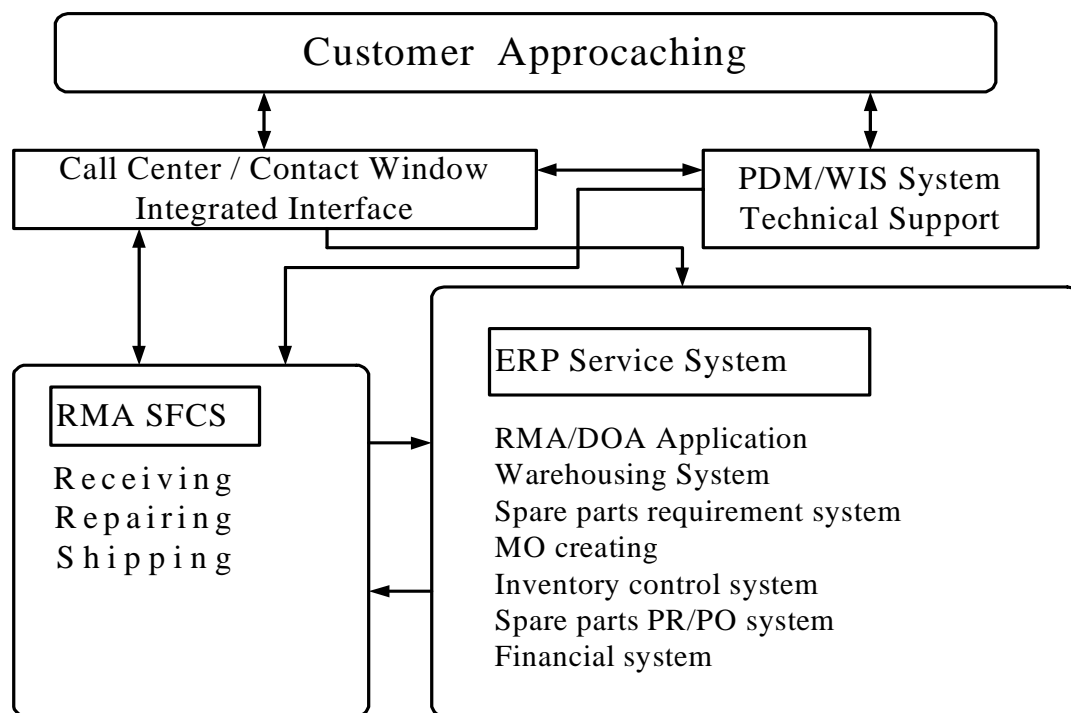 Customer Approcaching
Call Center / Contact Window
Integrated Interface
PDM/WIS System
Technical Support
ERP Service System
RMA/DOA Application
Warehousing System
Spare parts requirement system
MO creating
Inventory control system
Spare parts PR/PO system
Financial system
RMA SFCS
Receiving
Repairing
Shipping